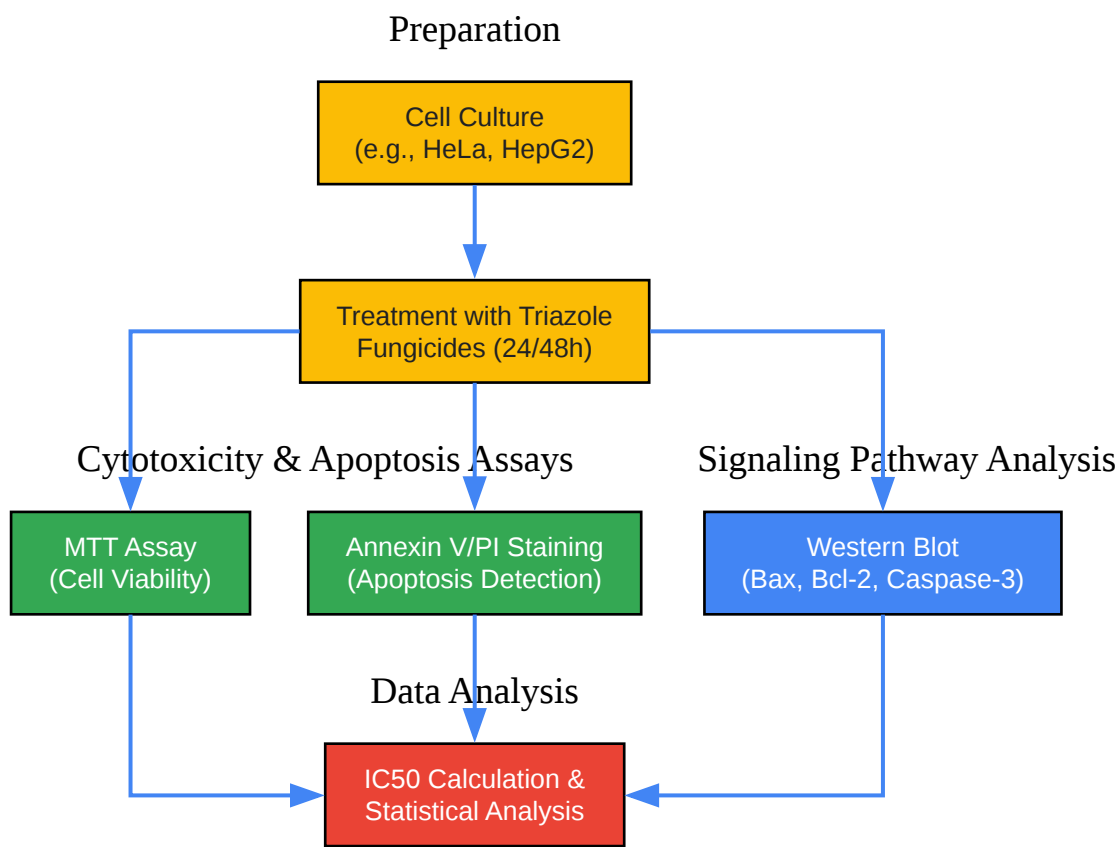 Preparation
Cell Culture
(e.g., HeLa, HepG2)
Treatment with Triazole
Fungicides (24/48h)
Cytotoxicity & Apoptosis Assays
Signaling Pathway Analysis
MTT Assay
(Cell Viability)
Annexin V/PI Staining
(Apoptosis Detection)
Western Blot
(Bax, Bcl-2, Caspase-3)
Data Analysis
IC50 Calculation &
Statistical Analysis